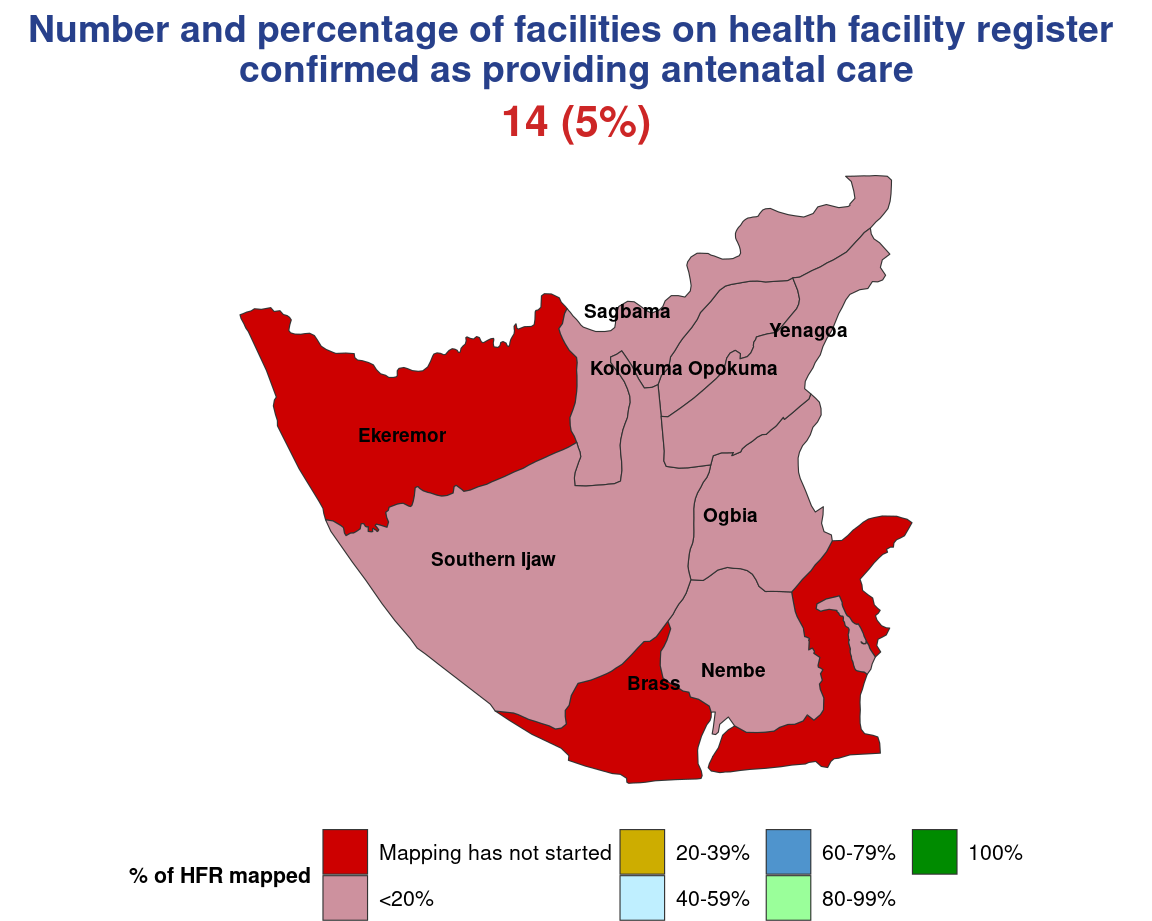 Number and percentage of facilities on health facility register
confirmed as providing antenatal care
14 (5%)
Sagbama
Yenagoa
Kolokuma Opokuma
Ekeremor
Ogbia
Southern Ijaw
Nembe
Brass
% of HFR mapped
Mapping has not started
<20%
20-39%
40-59%
60-79%
80-99%
100%